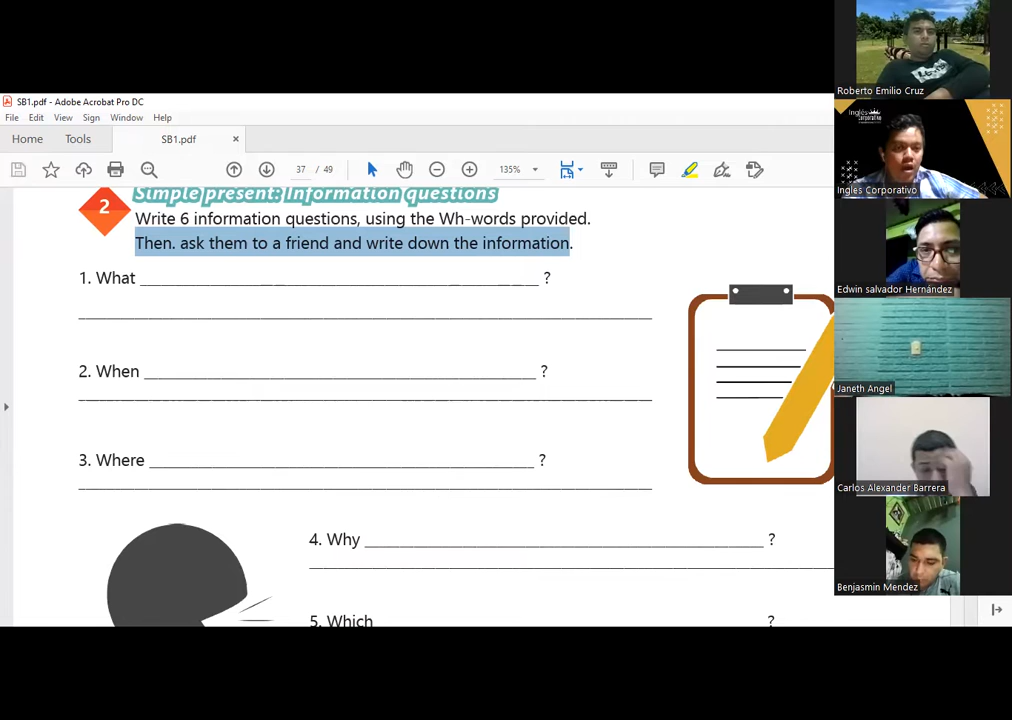 SB1.pdf - Adobe Acrobat Pro DC
File Edit View Sign Window Help
Home Tools SB1.pdf ×
37 / 49 135%
2 Simple present: Information questions
Write 6 information questions, using the Wh-words provided.
Then. ask them to a friend and write down the information.
1. What ?
2. When ?
3. Where ?
4. Why ?
5. Which ?
Roberto Emilio Cruz
Inglés Corporativo
Ingles Corporativo
Edwin salvador Hernández
Janeth Angel
Carlos Alexander Barrera
Benjasmin Mendez